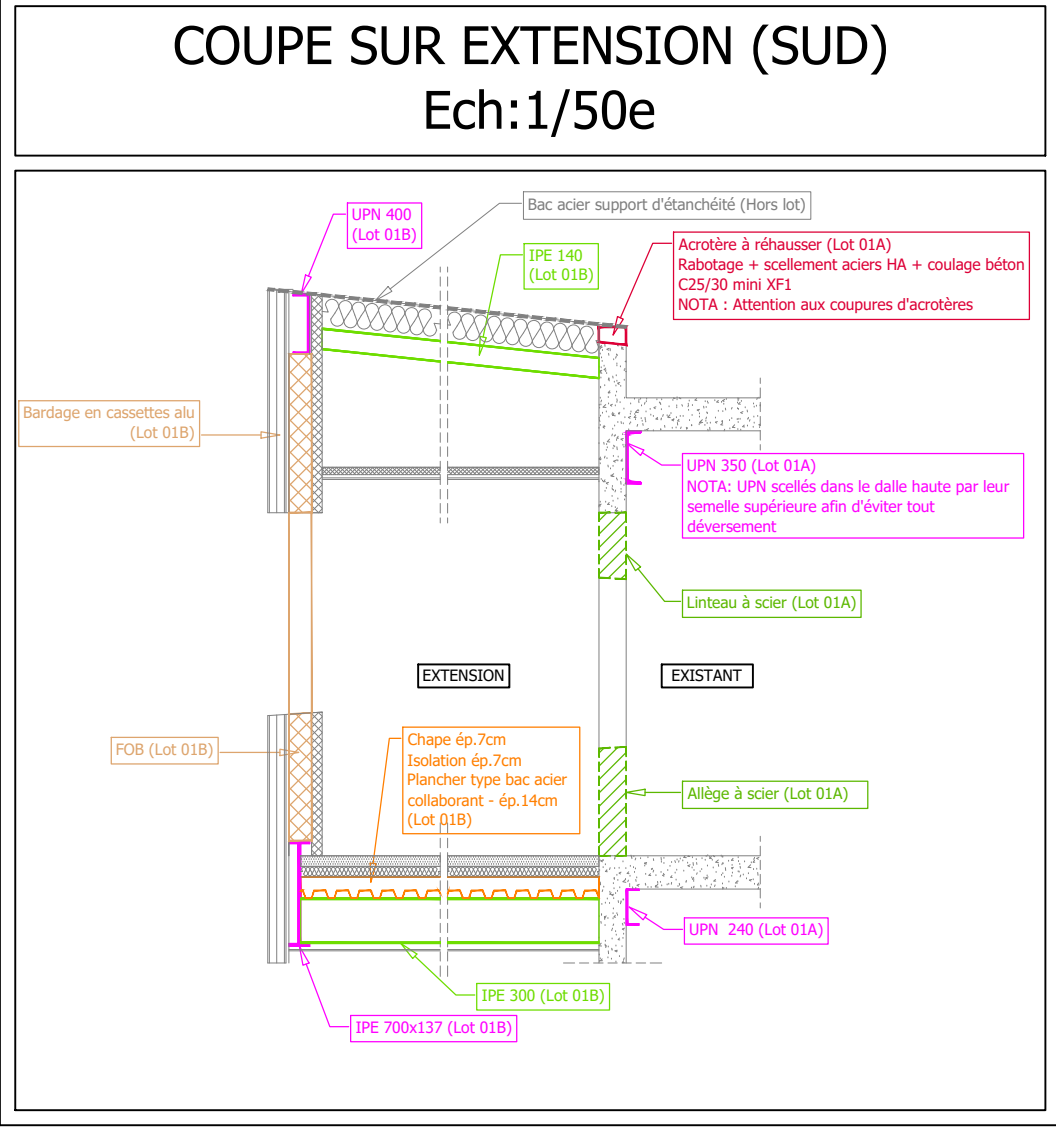 COUPE SUR EXTENSION (SUD)
Ech:1/50e
Bac acier support d'étanchéité (Hors lot)
UPN 400
(Lot 01B)
IPE 140
(Lot 01B)
Acrotère à réhausser (Lot 01A)
Rabotage + scellement aciers HA + coulage béton
C25/30 mini XF1
NOTA : Attention aux coupures d'acrotères
Bardage en cassettes alu
(Lot 01B)
UPN 350 (Lot 01A)
NOTA: UPN scellés dans le dalle haute par leur
semelle supérieure afin d'éviter tout
déversement
Linteau à scier (Lot 01A)
EXTENSION
EXISTANT
FOB (Lot 01B)
Chape ép.7cm
Isolation ép.7cm
Plancher type bac acier
collaborant - ép.14cm
(Lot 01B)
Allège à scier (Lot 01A)
UPN 240 (Lot 01A)
IPE 300 (Lot 01B)
IPE 700x137 (Lot 01B)